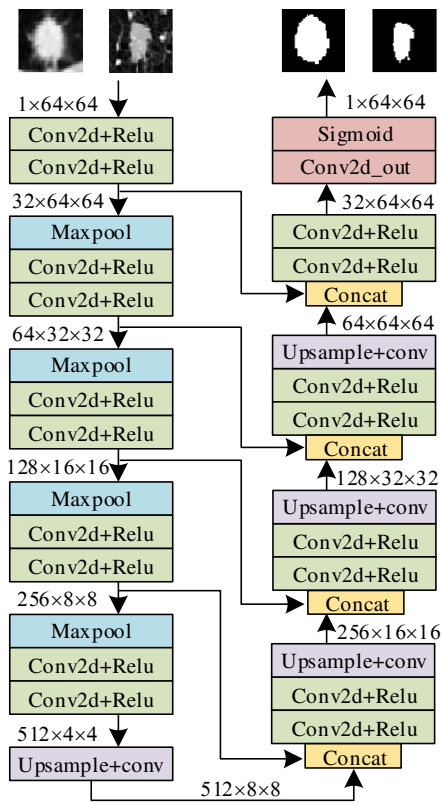 1×64×64
Conv2d+Relu
Conv2d+Relu
32×64×64
Maxpool
Conv2d+Relu
Conv2d+Relu
64×32×32
Maxpool
Conv2d+Relu
Conv2d+Relu
128×16×16
Maxpool
Conv2d+Relu
Conv2d+Relu
256×8×8
Maxpool
Conv2d+Relu
Conv2d+Relu
512×4×4
Upsample+conv
512×8×8
1×64×64
Sigmoid
Conv2d_out
32×64×64
Conv2d+Relu
Conv2d+Relu
Concat
64×64×64
Upsample+conv
Conv2d+Relu
Conv2d+Relu
Concat
128×32×32
Upsample+conv
Conv2d+Relu
Conv2d+Relu
Concat
256×16×16
Upsample+conv
Conv2d+Relu
Conv2d+Relu
Concat